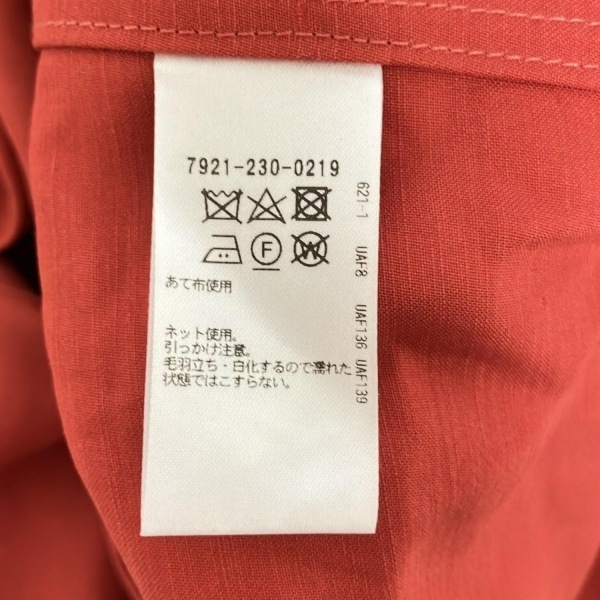 7921-230-0219
F
W
あて布使用
ネット使用。
引っかけ注意。
毛羽立ち・白化するので濡れた
状態ではこすらない。
621-1 UAF8 UAF136 UAF139